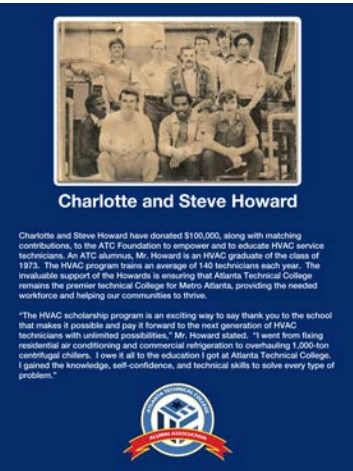 Charlotte and Steve Howard
Charlotte and Steve Howard have donated $100,000, along with matching
contributions, to the ATC Foundation to empower and to educate HVAC service
technicians. An ATC alumnus, Mr. Howard is an HVAC graduate of the class of
1973. The HVAC program trains an average of 140 technicians each year. The
invaluable support of the Howards is ensuring that Atlanta Technical College
remains the premier technical College for Metro Atlanta, providing the needed
workforce and helping our communities to thrive.
"The HVAC scholarship program is an exciting way to say thank you to the school
that makes it possible and pay it forward to the next generation of HVAC
technicians with unlimited possibilities," Mr. Howard stated. "I went from fixing
residential air conditioning and commercial refrigeration to overhauling 1,000-ton
centrifugal chillers. I owe it all to the education I got at Atlanta Technical College.
I gained the knowledge, self-confidence, and technical skills to solve every type of
problem."
ATLANTA TECHNICAL COLLEGE
ALUMNI ASSOCIATION